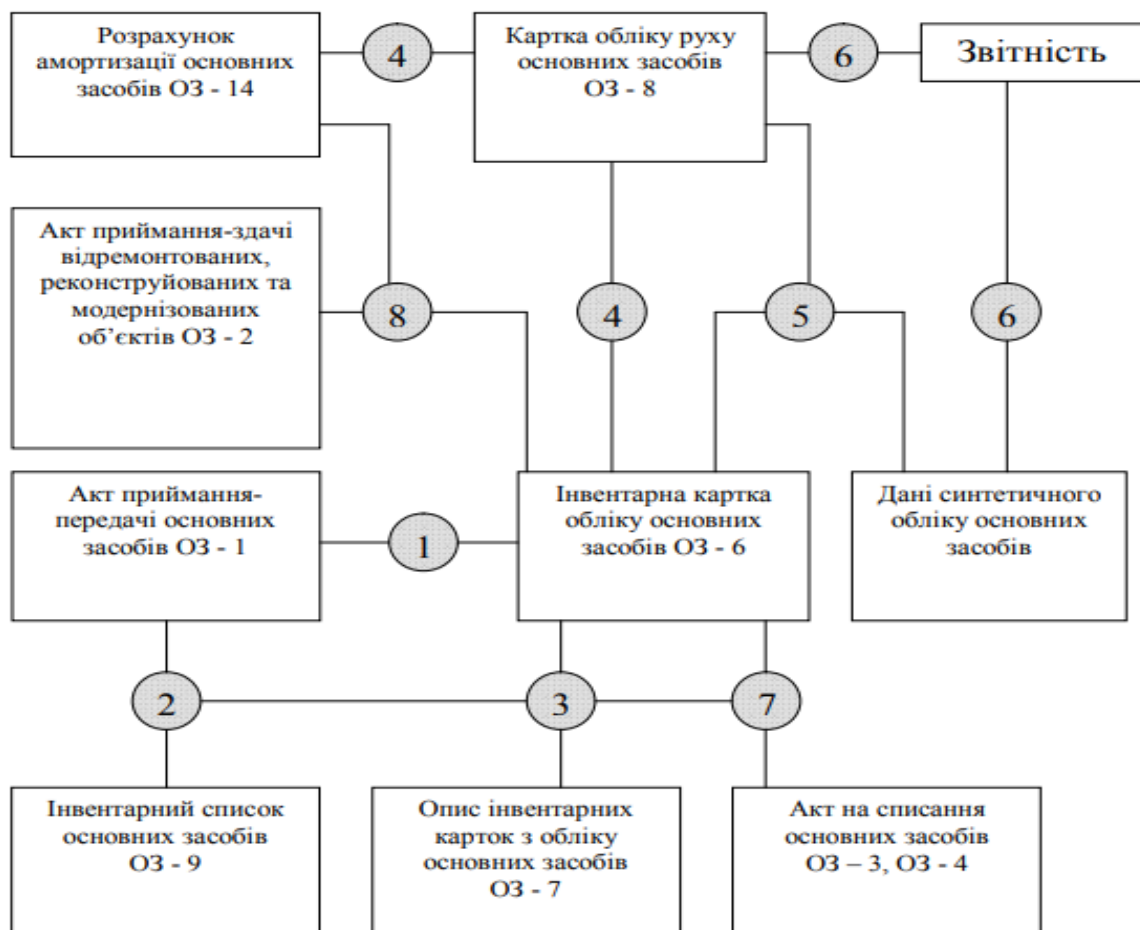 Розрахунок
амортизації основних
засобів ОЗ - 14
4
Картка обліку руху
основних засобів
ОЗ - 8
6
Звітність
Акт приймання-здачі
відремонтованих,
реконструйованих та
модернізованих
об’єктів ОЗ - 2
8
4
5
6
Акт приймання-
передачі основних
засобів ОЗ - 1
1
Інвентарна картка
обліку основних
засобів ОЗ - 6
Дані синтетичного
обліку основних
засобів
2
3
7
Інвентарний список
основних засобів
ОЗ - 9
Опис інвентарних
карток з обліку
основних засобів
ОЗ - 7
Акт на списання
основних засобів
ОЗ – 3, ОЗ - 4